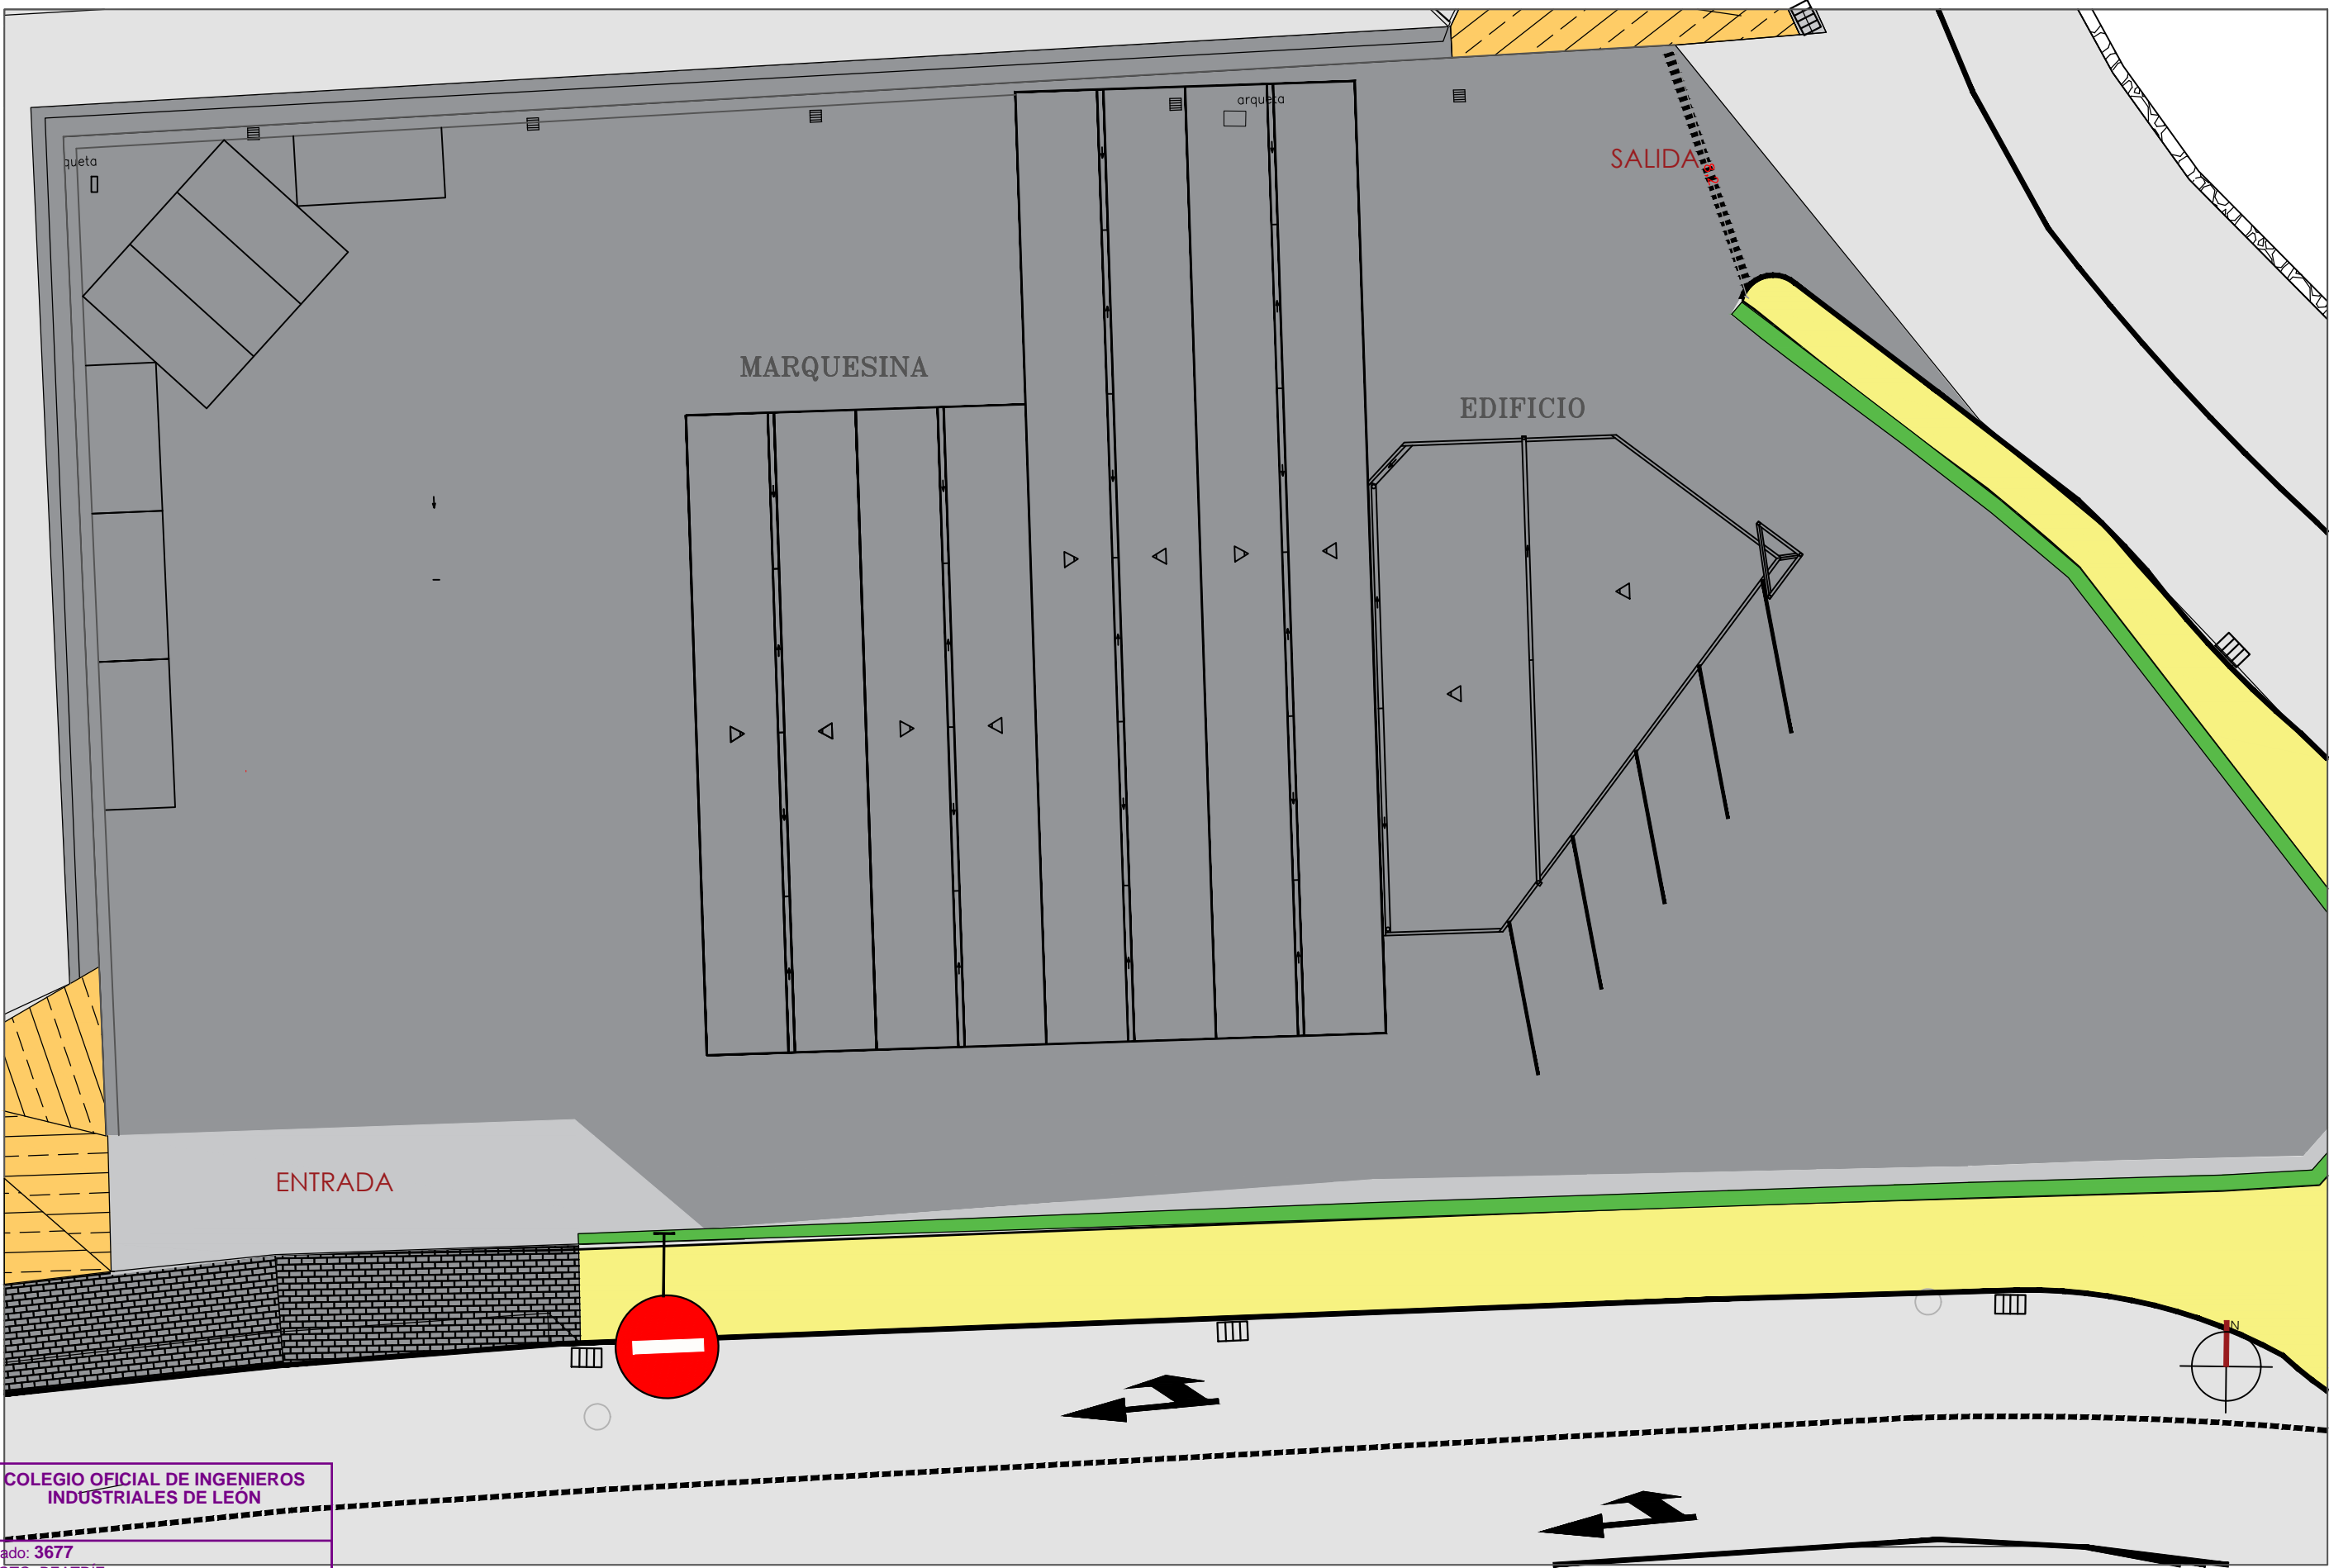 arqueta
queta
SALIDA
MARQUESINA
EDIFICIO
ENTRADA
N
COLEGIO OFICIAL DE INGENIEROS
INDUSTRIALES DE LEÓN
ado: 3677